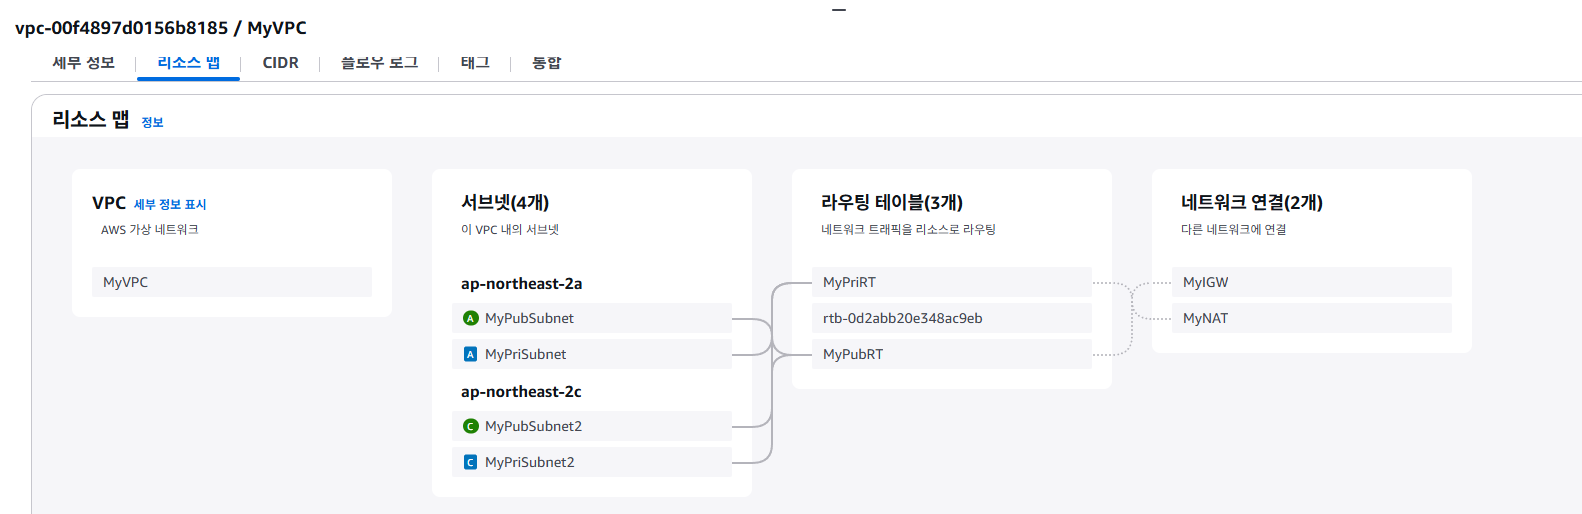 vpc-00f4897d0156b8185 / MyVPC
세부 정보 리소스 맵 CIDR 플로우 로그 태그 통합
리소스 맵 정보
VPC 세부 정보 표시
AWS 가상 네트워크
MyVPC
서브넷(4개)
이 VPC 내의 서브넷
ap-northeast-2a
A MyPubSubnet
A MyPriSubnet
ap-northeast-2c
C MyPubSubnet2
C MyPriSubnet2
라우팅 테이블(3개)
네트워크 트래픽을 리소스로 라우팅
MyPriRT
rtb-0d2abb20e348ac9eb
MyPubRT
네트워크 연결(2개)
다른 네트워크에 연결
MyIGW
MyNAT